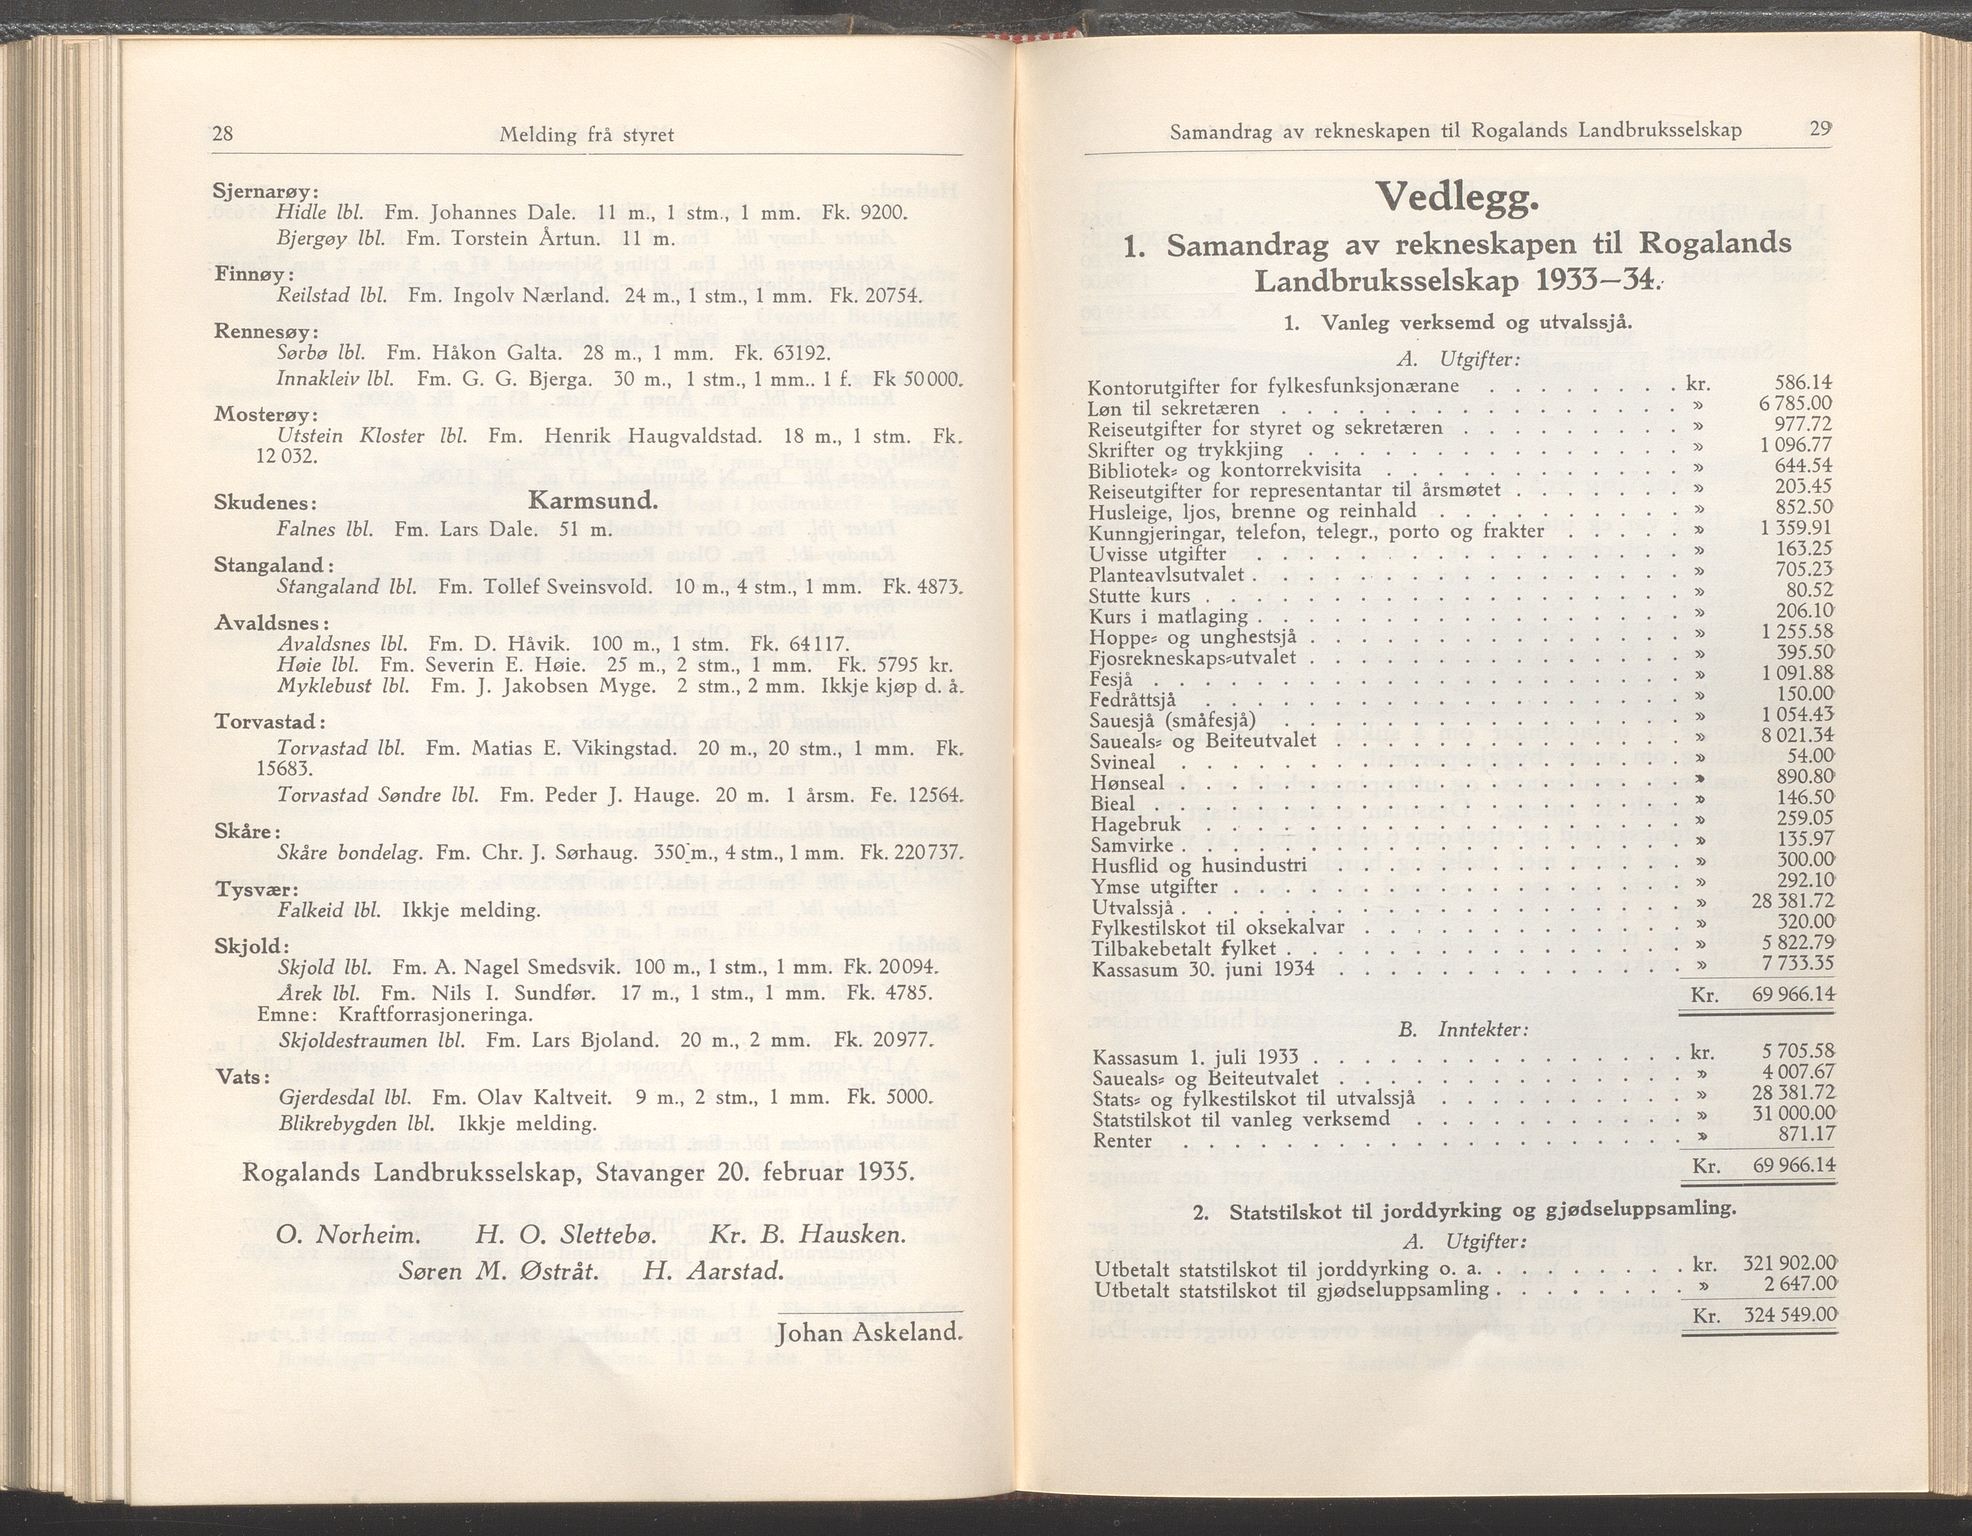 28 Melding frå styret
Sjernarøy:
Hidle lbl. Fm. Johannes Dale. 11 m., 1 stm., 1 mm. Fk. 9200.
Bjergøy lbl. Fm. Torstein Årtun. 11 m.
Finnøy:
Reilstad lbl. Fm. Ingolv Nærland. 24 m., 1 stm., 1 mm. Fk. 20754.
Rennesøy:
Sørbø lbl. Fm. Håkon Galta. 28 m., 1 mm. Fk. 63192.
Innakleiv lbl. Fm. G. G. Bjerga. 30 m., 1 stm., 1 mm.. 1 f. Fk 50000.
Mosterøy:
Utstein Kloster lbl. Fm. Henrik Haugvaldstad. 18 m., 1 stm. Fk.
12 032.
Karmsund.
Skudenes:
Falnes lbl. Fm. Lars Dale. 51 m.
Stangaland:
Stangaland lbl. Fm. Tollef Sveinsvold. 10 m., 4 stm., 1 mm. Fk. 4873.
Avaldsnes:
Avaldsnes lbl. Fm. D. Håvik. 100 m., 1 stm. Fk. 64117.
Høie lbl. Fm. Severin E. Høie. 25 m., 2 stm., 1 mm. Fk. 5795 kr.
Myklebust lbl. Fm. J. Jakobsen Myge. 2 stm., 2 mm. Ikkje kjøp d. å.
Torvastad:
Torvastad lbl. Fm. Matias E. Vikingstad. 20 m., 20 stm., 1 mm. Fk.
15683.
Torvastad Søndre lbl. Fm. Peder J. Hauge. 20 m. 1 årsm. Fe. 12564.
Skåre:
Skåre bondelag. Fm. Chr. J. Sørhaug. 350 m., 4 stm., 1 mm. Fk. 220737.
Tysvær:
Falkeid lbl. Ikkje melding.
Skjold:
Skjold lbl. Fm. A. Nagel Smedsvik. 100 m., 1 stm., 1 mm. Fk. 20094.
Årek lbl. Fm. Nils I. Sundfør. 17 m., 1 stm., 1 mm. Fk. 4785.
Emne: Kraftforrasjoneringa.
Skjoldestraumen lbl. Fm. Lars Bjoland. 20 m., 2 mm. Fk. 20977.
Vats:
Gjerdesdal lbl. Fm. Olav Kaltveit. 9 m., 2 stm., 1 mm. Fk. 5000.
Blikrebygden lbl. Ikkje melding.
Rogalands Landbruksselskap, Stavanger 20. februar 1935.
O. Norheim. H. O. Slettebø. Kr. B. Hausken.
Søren M. Østråt. H. Aarstad.
Johan Askeland.
Samandrag av rekneskapen til Rogalands Landbruksselskap 29
Vedlegg.
1. Samandrag av rekneskapen til Rogalands
Landbruksselskap 1933—34.
1. Vanleg verksemd og utvalssjå.
A. Utgifter:
Kontorutgifter for fylkesfunksjonærane . . . . . . . . kr. 586.14
Løn til sekretæren . . . . . . . . . . . . . . . . » 6 785.00
Reiseutgifter for styret og sekretæren . . . . . . . . . » 977.72
Skrifter og trykkjing . . . . . . . . . . . . . . . » 1 096.77
Bibliotek- og kontorrekvisita . . . . . . . . . . . . » 644.54
Reiseutgifter for representantar til årsmøtet . . . . . . . » 203.45
Husleige, ljos, brenne og reinhald . . . . . . . . . . » 852.50
Kunngjeringar, telefon, telegr., porto og frakter . . . . . » 1 359.91
Uvisse utgifter . . . . . . . . . . . . . . . . . » 163.25
Planteavlsutvalet . . . . . . . . . . . . . . . . . » 705.23
Stutte kurs . . . . . . . . . . . . . . . . . . . » 80.52
Kurs i matlaging . . . . . . . . . . . . . . . . . » 206.10
Hoppe- og unghestsjå . . . . . . . . . . . . . . . » 1 255.58
Fjosrekneskaps-utvalet . . . . . . . . . . . . . . . » 395.50
Fesjå . . . . . . . . . . . . . . . . . . . . . » 1 091.88
Fedråttsjå . . . . . . . . . . . . . . . . . . . » 150.00
Sauesjå (småfesjå) . . . . . . . . . . . . . . . . » 1 054.43
Saueals- og Beiteutvalet . . . . . . . . . . . . . . » 8 021.34
Svineal . . . . . . . . . . . . . . . . . . . . » 54.00
Hønseal . . . . . . . . . . . . . . . . . . . . » 890.80
Bieal . . . . . . . . . . . . . . . . . . . . . » 146.50
Hagebruk . . . . . . . . . . . . . . . . . . . » 259.05
Samvirke . . . . . . . . . . . . . . . . . . . . » 135.97
Husflid og husindustri . . . . . . . . . . . . . . » 300.00
Ymse utgifter . . . . . . . . . . . . . . . . . . » 292.10
Utvalssjå . . . . . . . . . . . . . . . . . . . . » 28 381.72
Fylkestilskot til oksekalvar . . . . . . . . . . . . . » 320.00
Tilbakebetalt fylket . . . . . . . . . . . . . . . . » 5 822.79
Kassasum 30. juni 1934 . . . . . . . . . . . . . . » 7 733.35
Kr. 69 966.14
B. Inntekter:
Kassasum 1. juli 1933 . . . . . . . . . . . . . . . kr. 5 705.58
Saueals- og Beiteutvalet . . . . . . . . . . . . . . » 4 007.67
Stats- og fylkestilskot til utvalssjå . . . . . . . . . . » 28 381.72
Statstilskot til vanleg verksemd . . . . . . . . . . . » 31 000.00
Renter . . . . . . . . . . . . . . . . . . . . » 871.17
Kr. 69 966.14
2. Statstilskot til jorddyrking og gjødseluppsamling.
A. Utgifter:
Utbetalt statstilskot til jorddyrking o. a. . . . . . . . . kr. 321 902.00
Utbetalt statstilskot til gjødseluppsamling . . . . . . . . » 2 647.00
Kr. 324 549.00